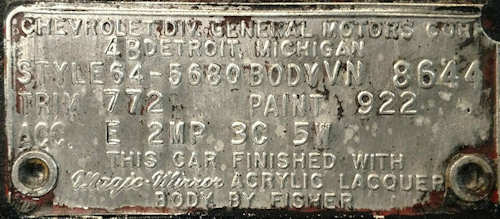 CHEVROLET DIV. GENERAL MOTORS COR
4B DETROIT, MICHIGAN
STYLE 64-5680 BODY VN 8644
TRIM 772 PAINT 922
ACC. E 2MP 3C 5W
THIS CAR FINISHED WITH
Magic-Mirror ACRYLIC LACQUER
BODY BY FISHER